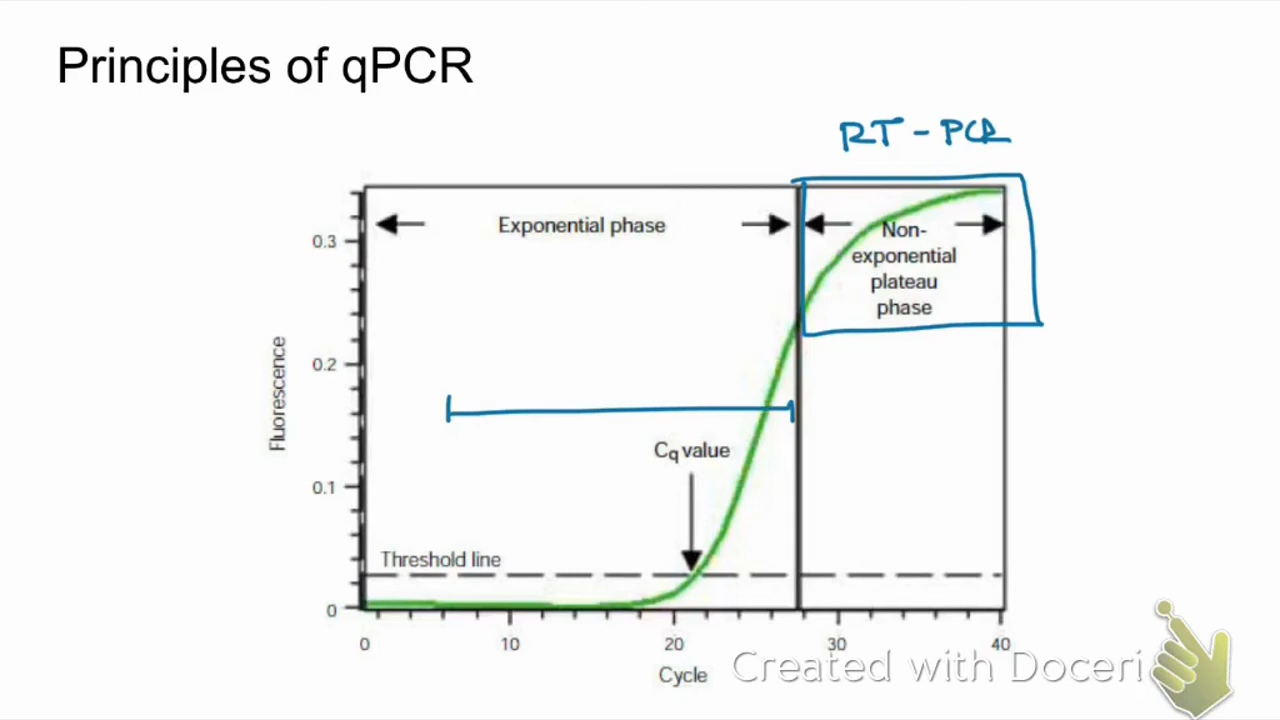 Principles of qPCR
RT-PCR
Exponential phase
Non-
exponential
plateau
phase
0.3
0.2
0.1
0
Fluorescence
Cq value
Threshold line
0
10
20
30
40
Cycle
Created with Doceri